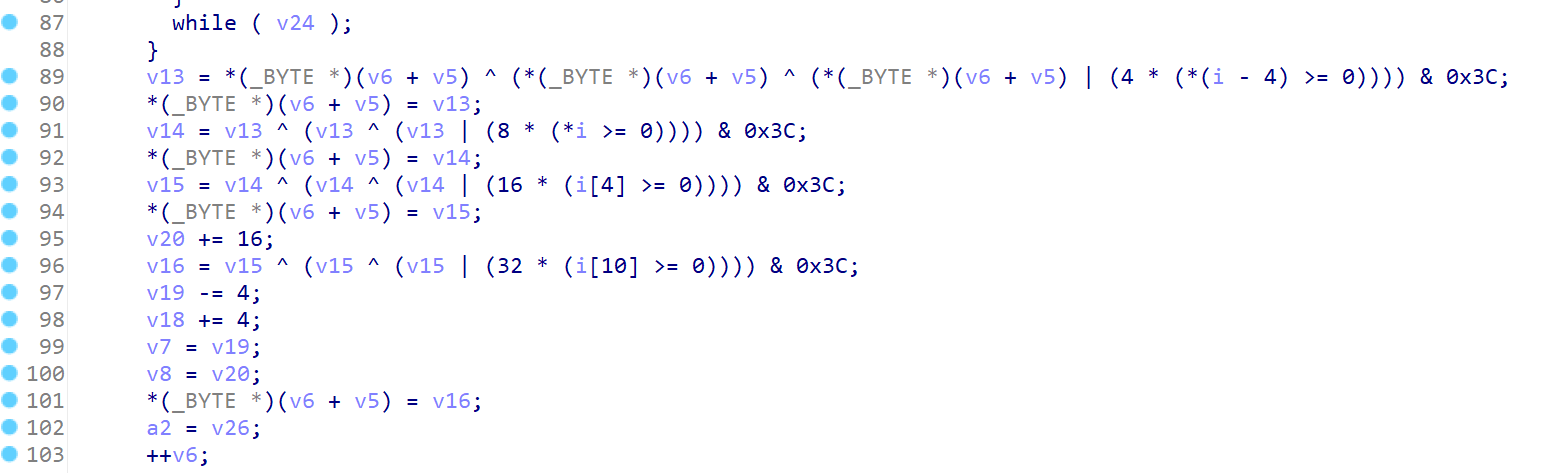 87 while ( v24 );
88 }
89 v13 = *(_BYTE *)(v6 + v5) ^ (*(_BYTE *)(v6 + v5) ^ (*(_BYTE *)(v6 + v5) | (4 * (*(i - 4) >= 0)))) & 0x3C;
90 *(_BYTE *)(v6 + v5) = v13;
91 v14 = v13 ^ (v13 ^ (v13 | (8 * (*i >= 0)))) & 0x3C;
92 *(_BYTE *)(v6 + v5) = v14;
93 v15 = v14 ^ (v14 ^ (v14 | (16 * (i[4] >= 0)))) & 0x3C;
94 *(_BYTE *)(v6 + v5) = v15;
95 v20 += 16;
96 v16 = v15 ^ (v15 ^ (v15 | (32 * (i[10] >= 0)))) & 0x3C;
97 v19 -= 4;
98 v18 += 4;
99 v7 = v19;
100 v8 = v20;
101 *(_BYTE *)(v6 + v5) = v16;
102 a2 = v26;
103 ++v6;